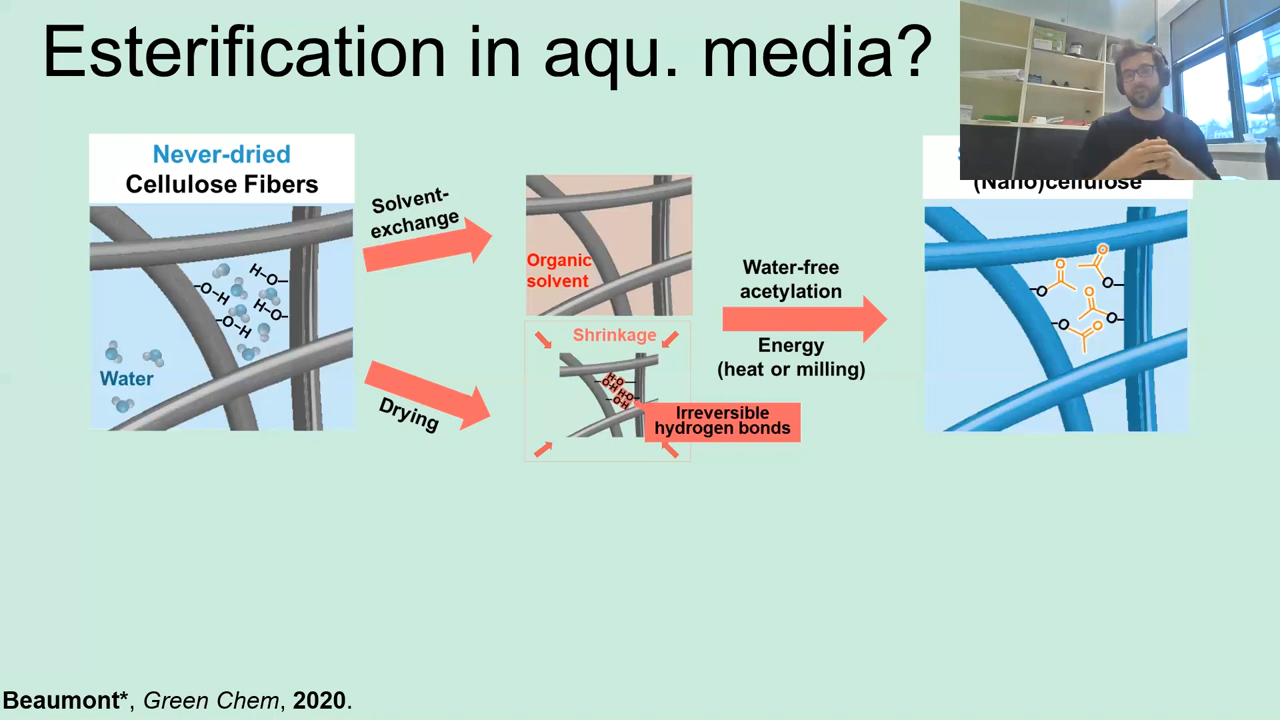 Esterification in aqu. media?
Never-dried
Cellulose Fibers
H-O-
-O-H
H-O-
-O-H
Water
Solvent-
exchange
Drying
Organic
solvent
Shrinkage
Irreversible
hydrogen bonds
Water-free
acetylation
Energy
(heat or milling)
(Nano)cellulose
O
O
O
O
-O
O-
-O
O-
Beaumont*, Green Chem, 2020.